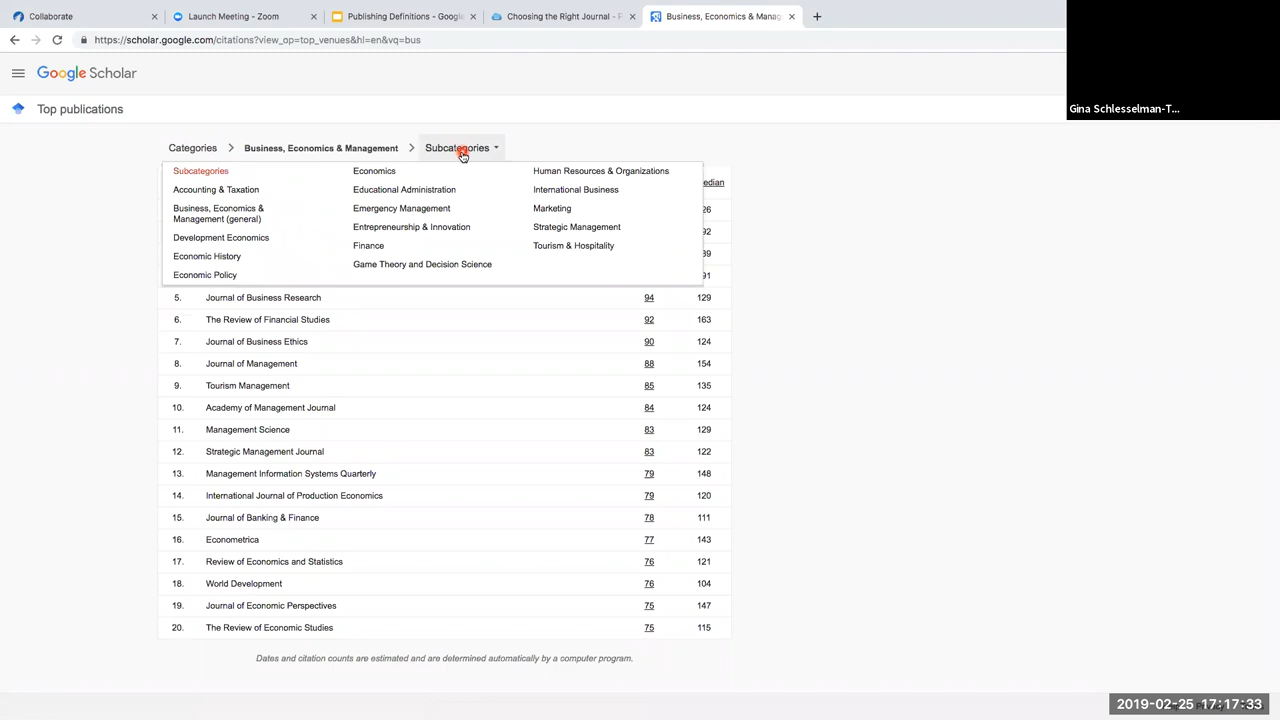 Collaborate
Launch Meeting - Zoom
Publishing Definitions - Google
Choosing the Right Journal - P
Business, Economics & Manag
https://scholar.google.com/citations?view_op=top_venues&hl=en&vq=bus
Google Scholar
Gina Schlesselman-T...
Top publications
Categories
Business, Economics & Management
Subcategories
Subcategories
Economics
Human Resources & Organizations
Accounting & Taxation
Educational Administration
International Business
Business, Economics &
Management (general)
Emergency Management
Marketing
Development Economics
Entrepreneurship & Innovation
Strategic Management
Economic History
Finance
Tourism & Hospitality
Economic Policy
Game Theory and Decision Science
edian
26
92
39
91
5. Journal of Business Research 94 129
6. The Review of Financial Studies 92 163
7. Journal of Business Ethics 90 124
8. Journal of Management 88 154
9. Tourism Management 85 135
10. Academy of Management Journal 84 124
11. Management Science 83 129
12. Strategic Management Journal 83 122
13. Management Information Systems Quarterly 79 148
14. International Journal of Production Economics 79 120
15. Journal of Banking & Finance 78 111
16. Econometrica 77 143
17. Review of Economics and Statistics 76 121
18. World Development 76 104
19. Journal of Economic Perspectives 75 147
20. The Review of Economic Studies 75 115
Dates and citation counts are estimated and are determined automatically by a computer program.
2019-02-25 17:17:33